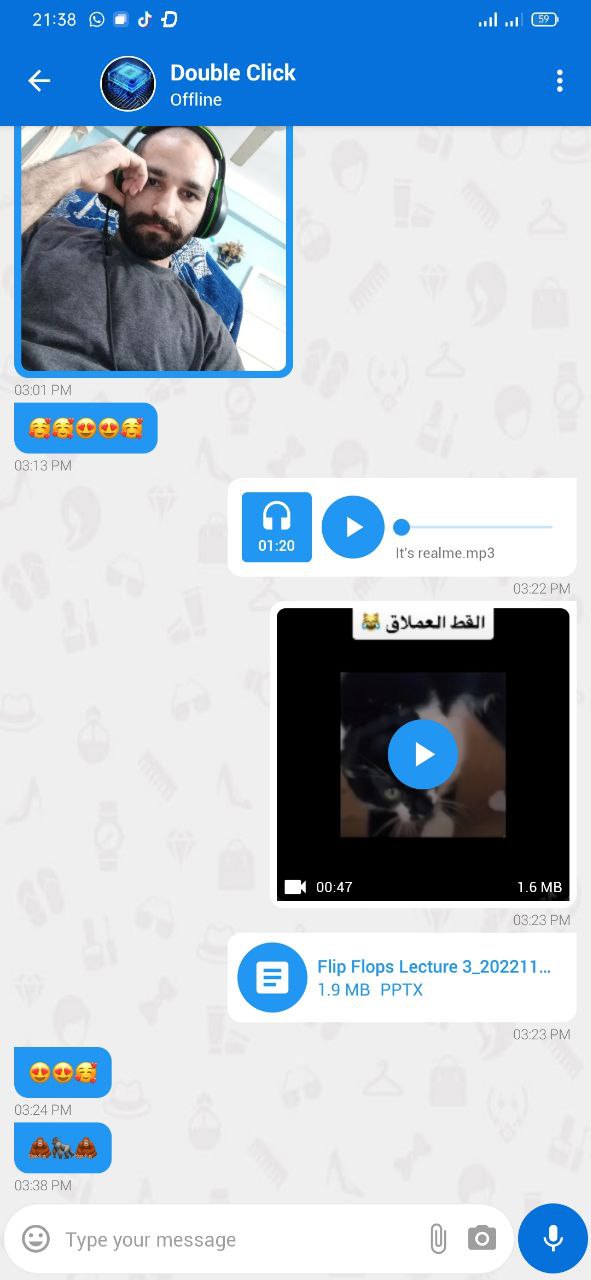 21:38
59
Double Click
Offline
03:01 PM
🥰🥰😍😍🥰
03:13 PM
01:20
It's realme.mp3
03:22 PM
القط العملاق 😹
00:47
1.6 MB
03:23 PM
Flip Flops Lecture 3_202211...
1.9 MB PPTX
03:23 PM
😍😍🥰
03:24 PM
🦧🦍🦧
03:38 PM
Type your message